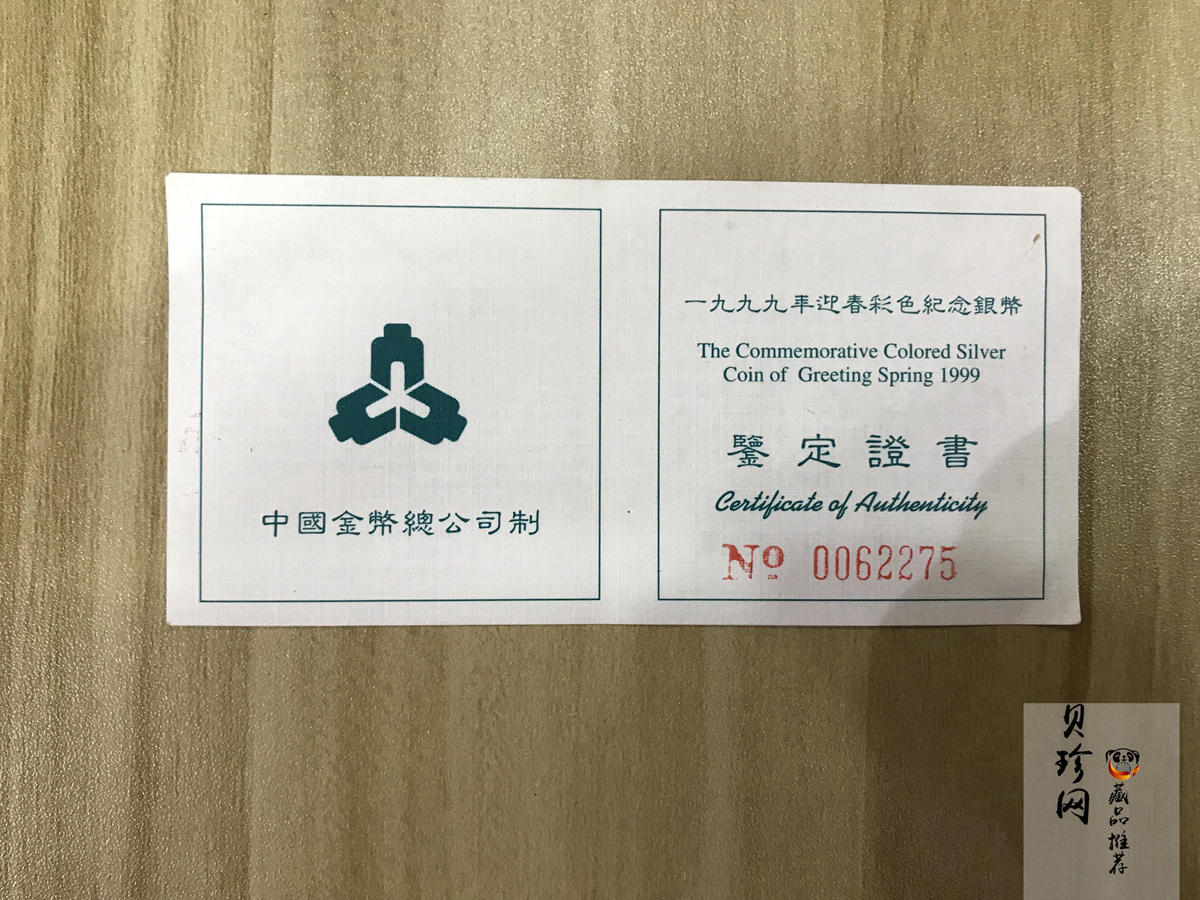 中國金幣總公司制
一九九九年迎春彩色紀念銀幣
The Commemorative Colored Silver
Coin of Greeting Spring 1999
鑒定證書
Certificate of Authenticity
Nº 0062275
贝珍网
藏品推荐